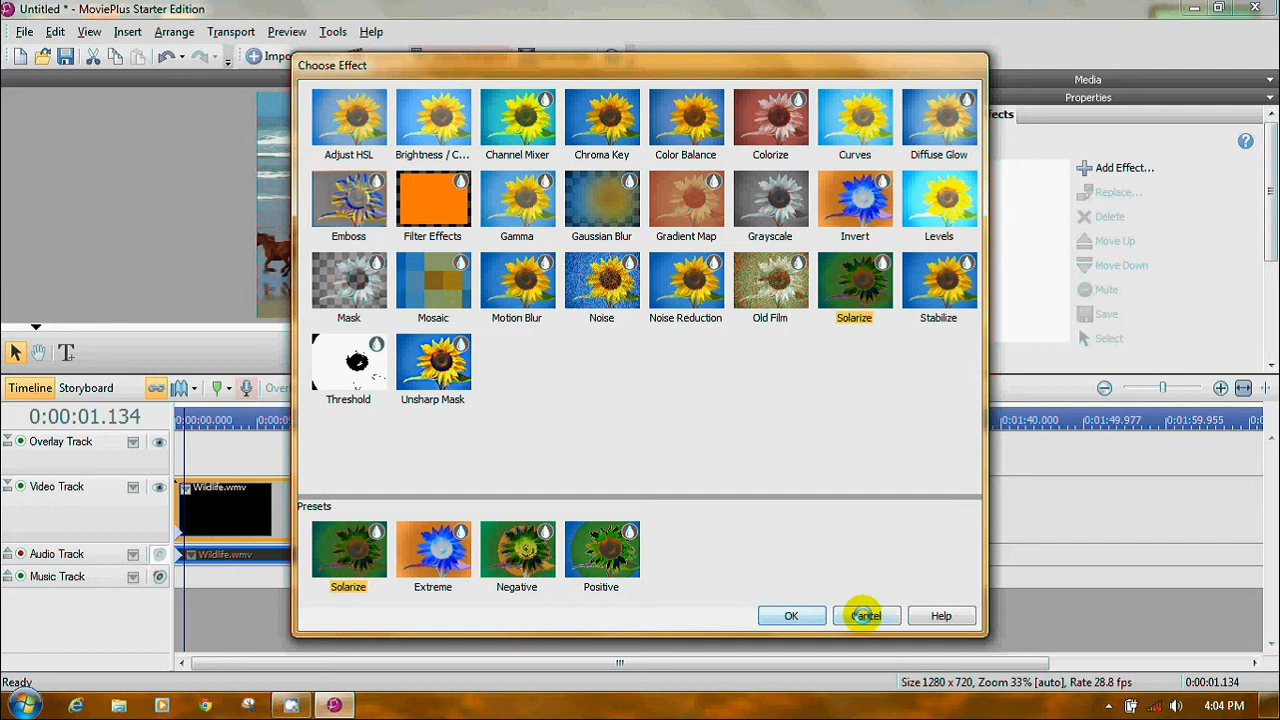 Untitled * - MoviePlus Starter Edition
File Edit View Insert Arrange Transport Preview Tools Help
Choose Effect
Media
Properties
Adjust HSL Brightness / C... Channel Mixer Chroma Key Color Balance Colorize Curves Diffuse Glow
Add Effect...
Replace...
Delete
Emboss Filter Effects Gamma Gaussian Blur Gradient Map Grayscale Invert Levels
Move Up
Move Down
Mute
Mask Mosaic Motion Blur Noise Noise Reduction Old Film Solarize Stabilize
Save
Select
Threshold Unsharp Mask
Timeline Storyboard
0:00:01.134
0:00:00.000
0:01:40.000 0:01:49.977 0:01:59.955
Overlay Track
Video Track
Wildlife.wmv
Audio Track
Wildlife.wmv
Music Track
Presets
Solarize Extreme Negative Positive
OK Cancel Help
Ready
Size 1280 x 720, Zoom 33% [auto], Rate 28.8 fps
0:00:01.134
4:04 PM